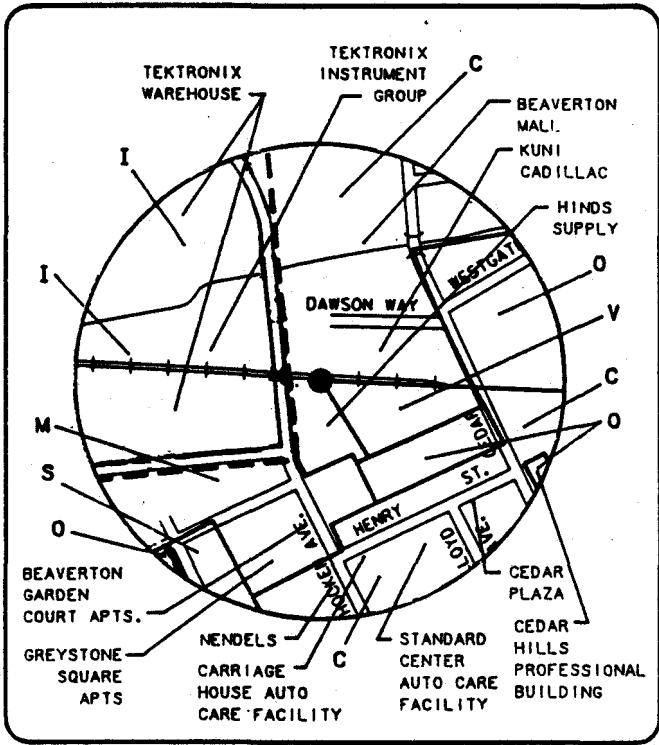 TEKTRONIX
WAREHOUSE
TEKTRONIX
INSTRUMENT
GROUP
C
BEAVERTON
MALL
KUNI
CADILLAC
HINDS
SUPPLY
I
I
WESTGATE
DAWSON WAY
O
V
C
O
M
S
O
CEDAR
ST.
HENRY
AVE.
HOCKEN AVE.
LLOYD
AVE.
BEAVERTON
GARDEN
COURT APTS.
GREYSTONE
SQUARE
APTS
NENDELS
CARRIAGE
HOUSE AUTO
CARE FACILITY
C
STANDARD
CENTER
AUTO CARE
FACILITY
CEDAR
PLAZA
CEDAR
HILLS
PROFESSIONAL
BUILDING